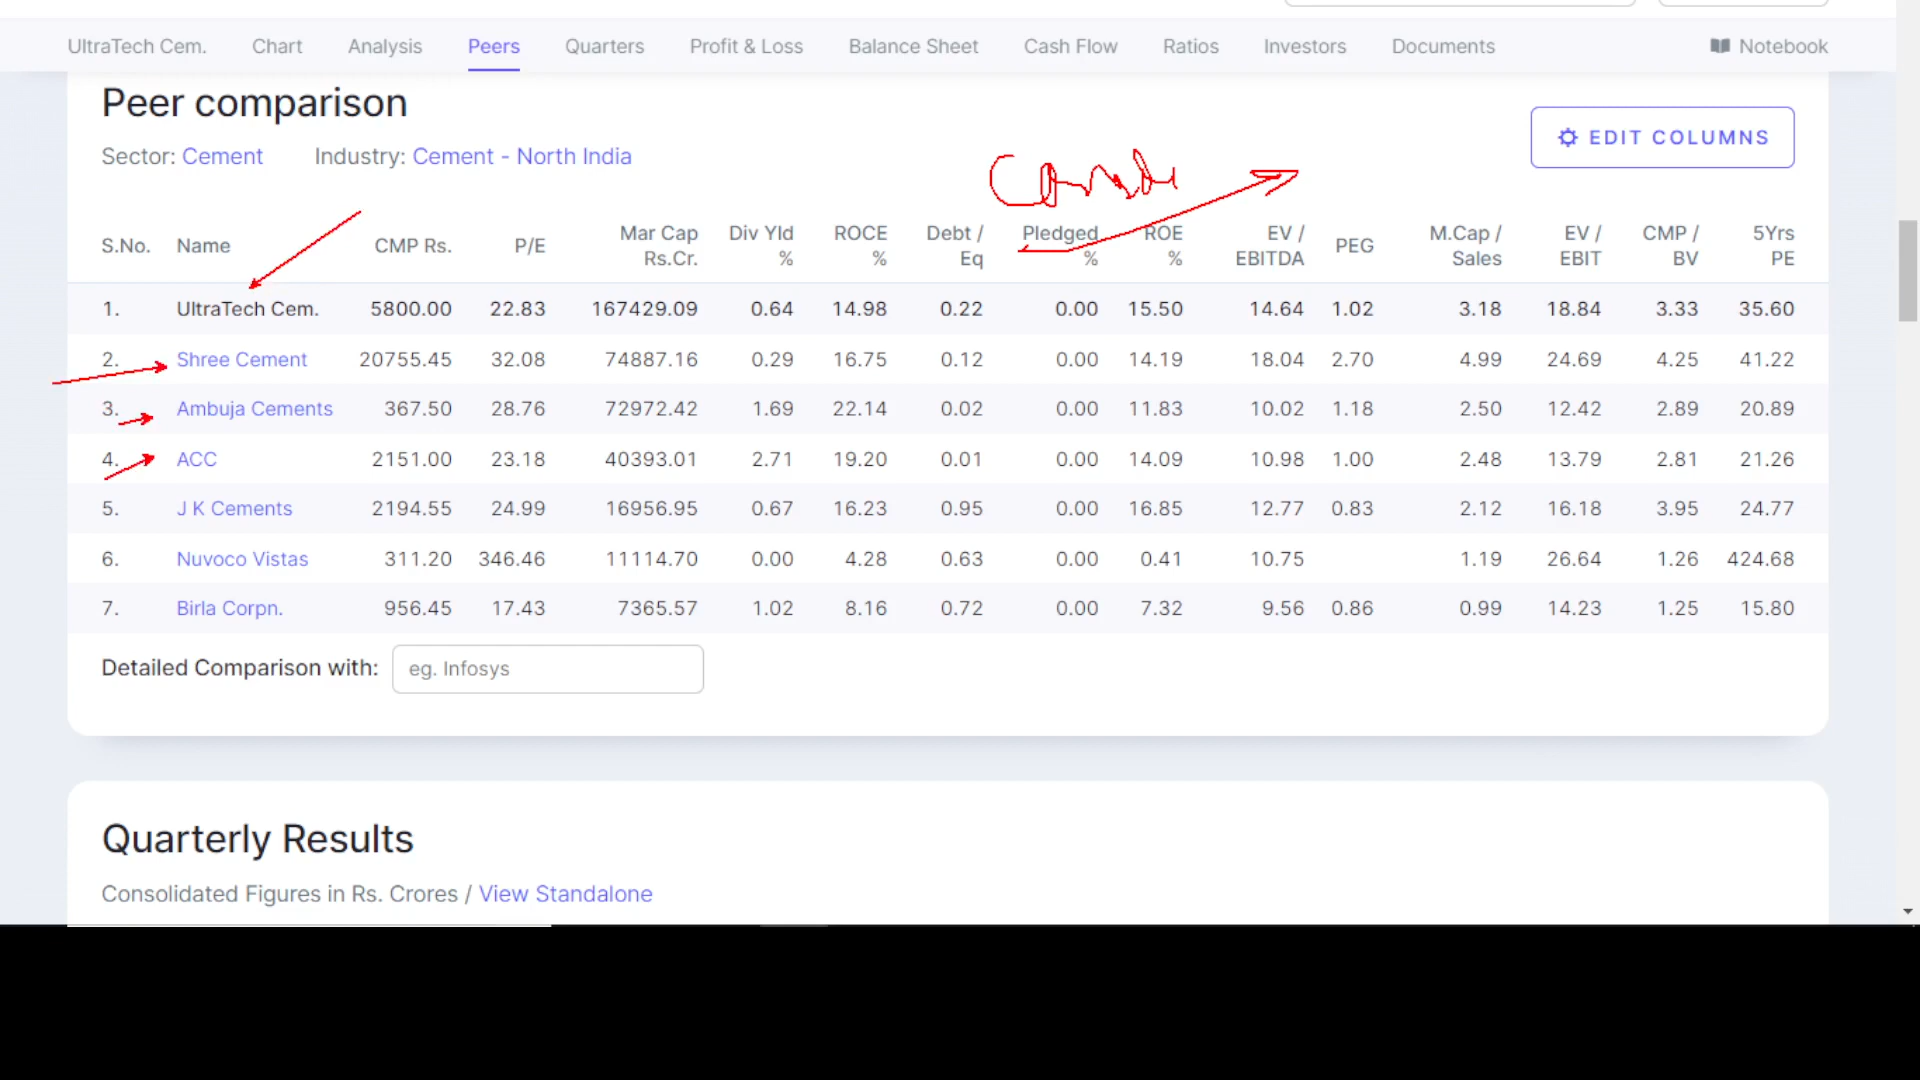 UltraTech Cem. Chart Analysis Peers Quarters Profit & Loss Balance Sheet Cash Flow Ratios Investors Documents Notebook
Peer comparison
EDIT COLUMNS
Sector: Cement Industry: Cement - North India
S.No. Name CMP Rs. P/E Mar Cap Rs.Cr. Div Yld % ROCE % Debt / Eq Pledged % ROE % EV / EBITDA PEG M.Cap / Sales EV / EBIT CMP / BV 5Yrs PE
1. UltraTech Cem. 5800.00 22.83 167429.09 0.64 14.98 0.22 0.00 15.50 14.64 1.02 3.18 18.84 3.33 35.60
2. Shree Cement 20755.45 32.08 74887.16 0.29 16.75 0.12 0.00 14.19 18.04 2.70 4.99 24.69 4.25 41.22
3. Ambuja Cements 367.50 28.76 72972.42 1.69 22.14 0.02 0.00 11.83 10.02 1.18 2.50 12.42 2.89 20.89
4. ACC 2151.00 23.18 40393.01 2.71 19.20 0.01 0.00 14.09 10.98 1.00 2.48 13.79 2.81 21.26
5. J K Cements 2194.55 24.99 16956.95 0.67 16.23 0.95 0.00 16.85 12.77 0.83 2.12 16.18 3.95 24.77
6. Nuvoco Vistas 311.20 346.46 11114.70 0.00 4.28 0.63 0.00 0.41 10.75 1.19 26.64 1.26 424.68
7. Birla Corpn. 956.45 17.43 7365.57 1.02 8.16 0.72 0.00 7.32 9.56 0.86 0.99 14.23 1.25 15.80
Detailed Comparison with: eg. Infosys
Quarterly Results
Consolidated Figures in Rs. Crores / View Standalone